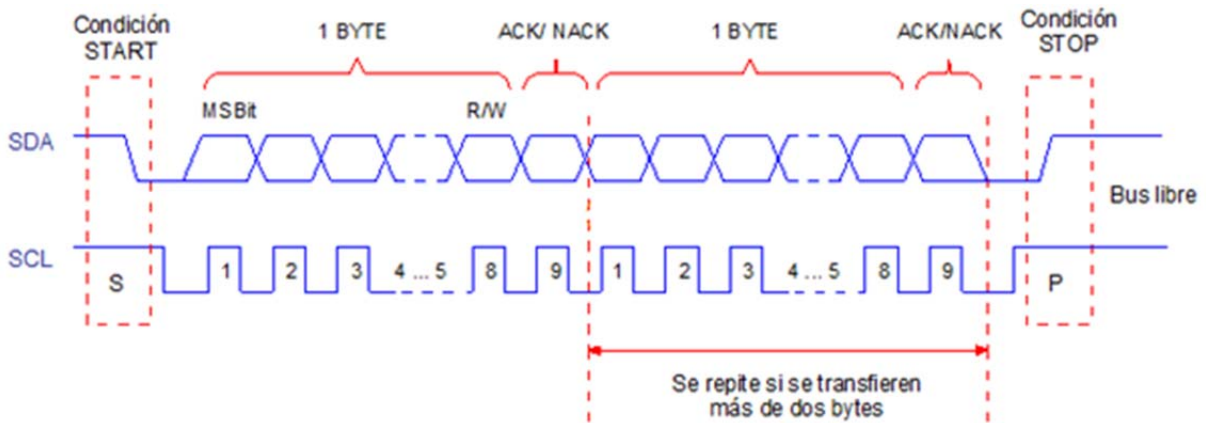 Condición
START
1 BYTE
ACK/ NACK
1 BYTE
ACK/NACK
Condición
STOP
MSBit
R/W
SDA
Bus libre
SCL
S
1
2
3
4 ... 5
8
9
1
2
3
4 ... 5
8
9
P
Se repite si se transfieren
más de dos bytes